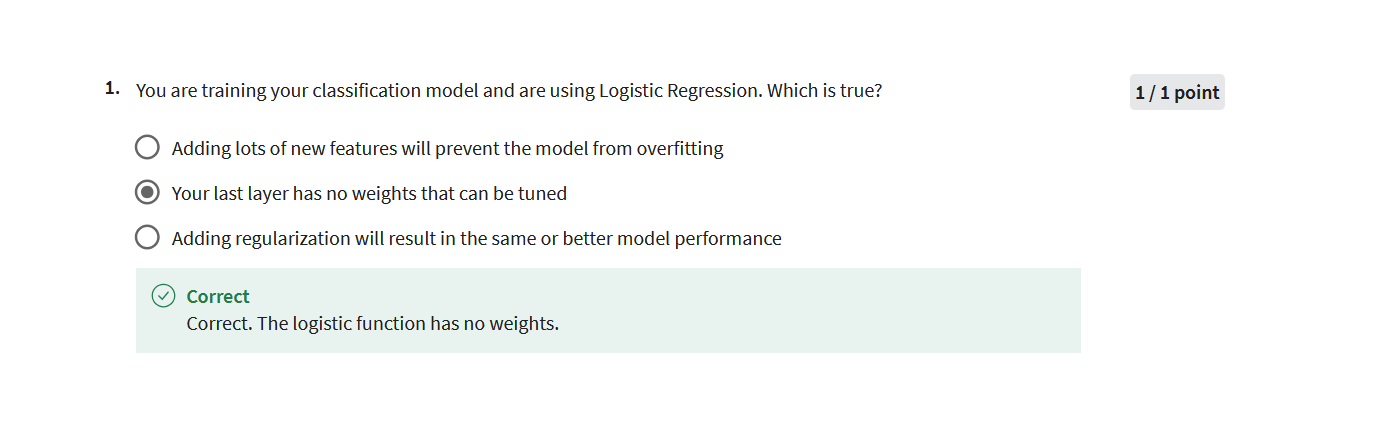 1. You are training your classification model and are using Logistic Regression. Which is true?
1 / 1 point
Adding lots of new features will prevent the model from overfitting
Your last layer has no weights that can be tuned
Adding regularization will result in the same or better model performance
Correct
Correct. The logistic function has no weights.